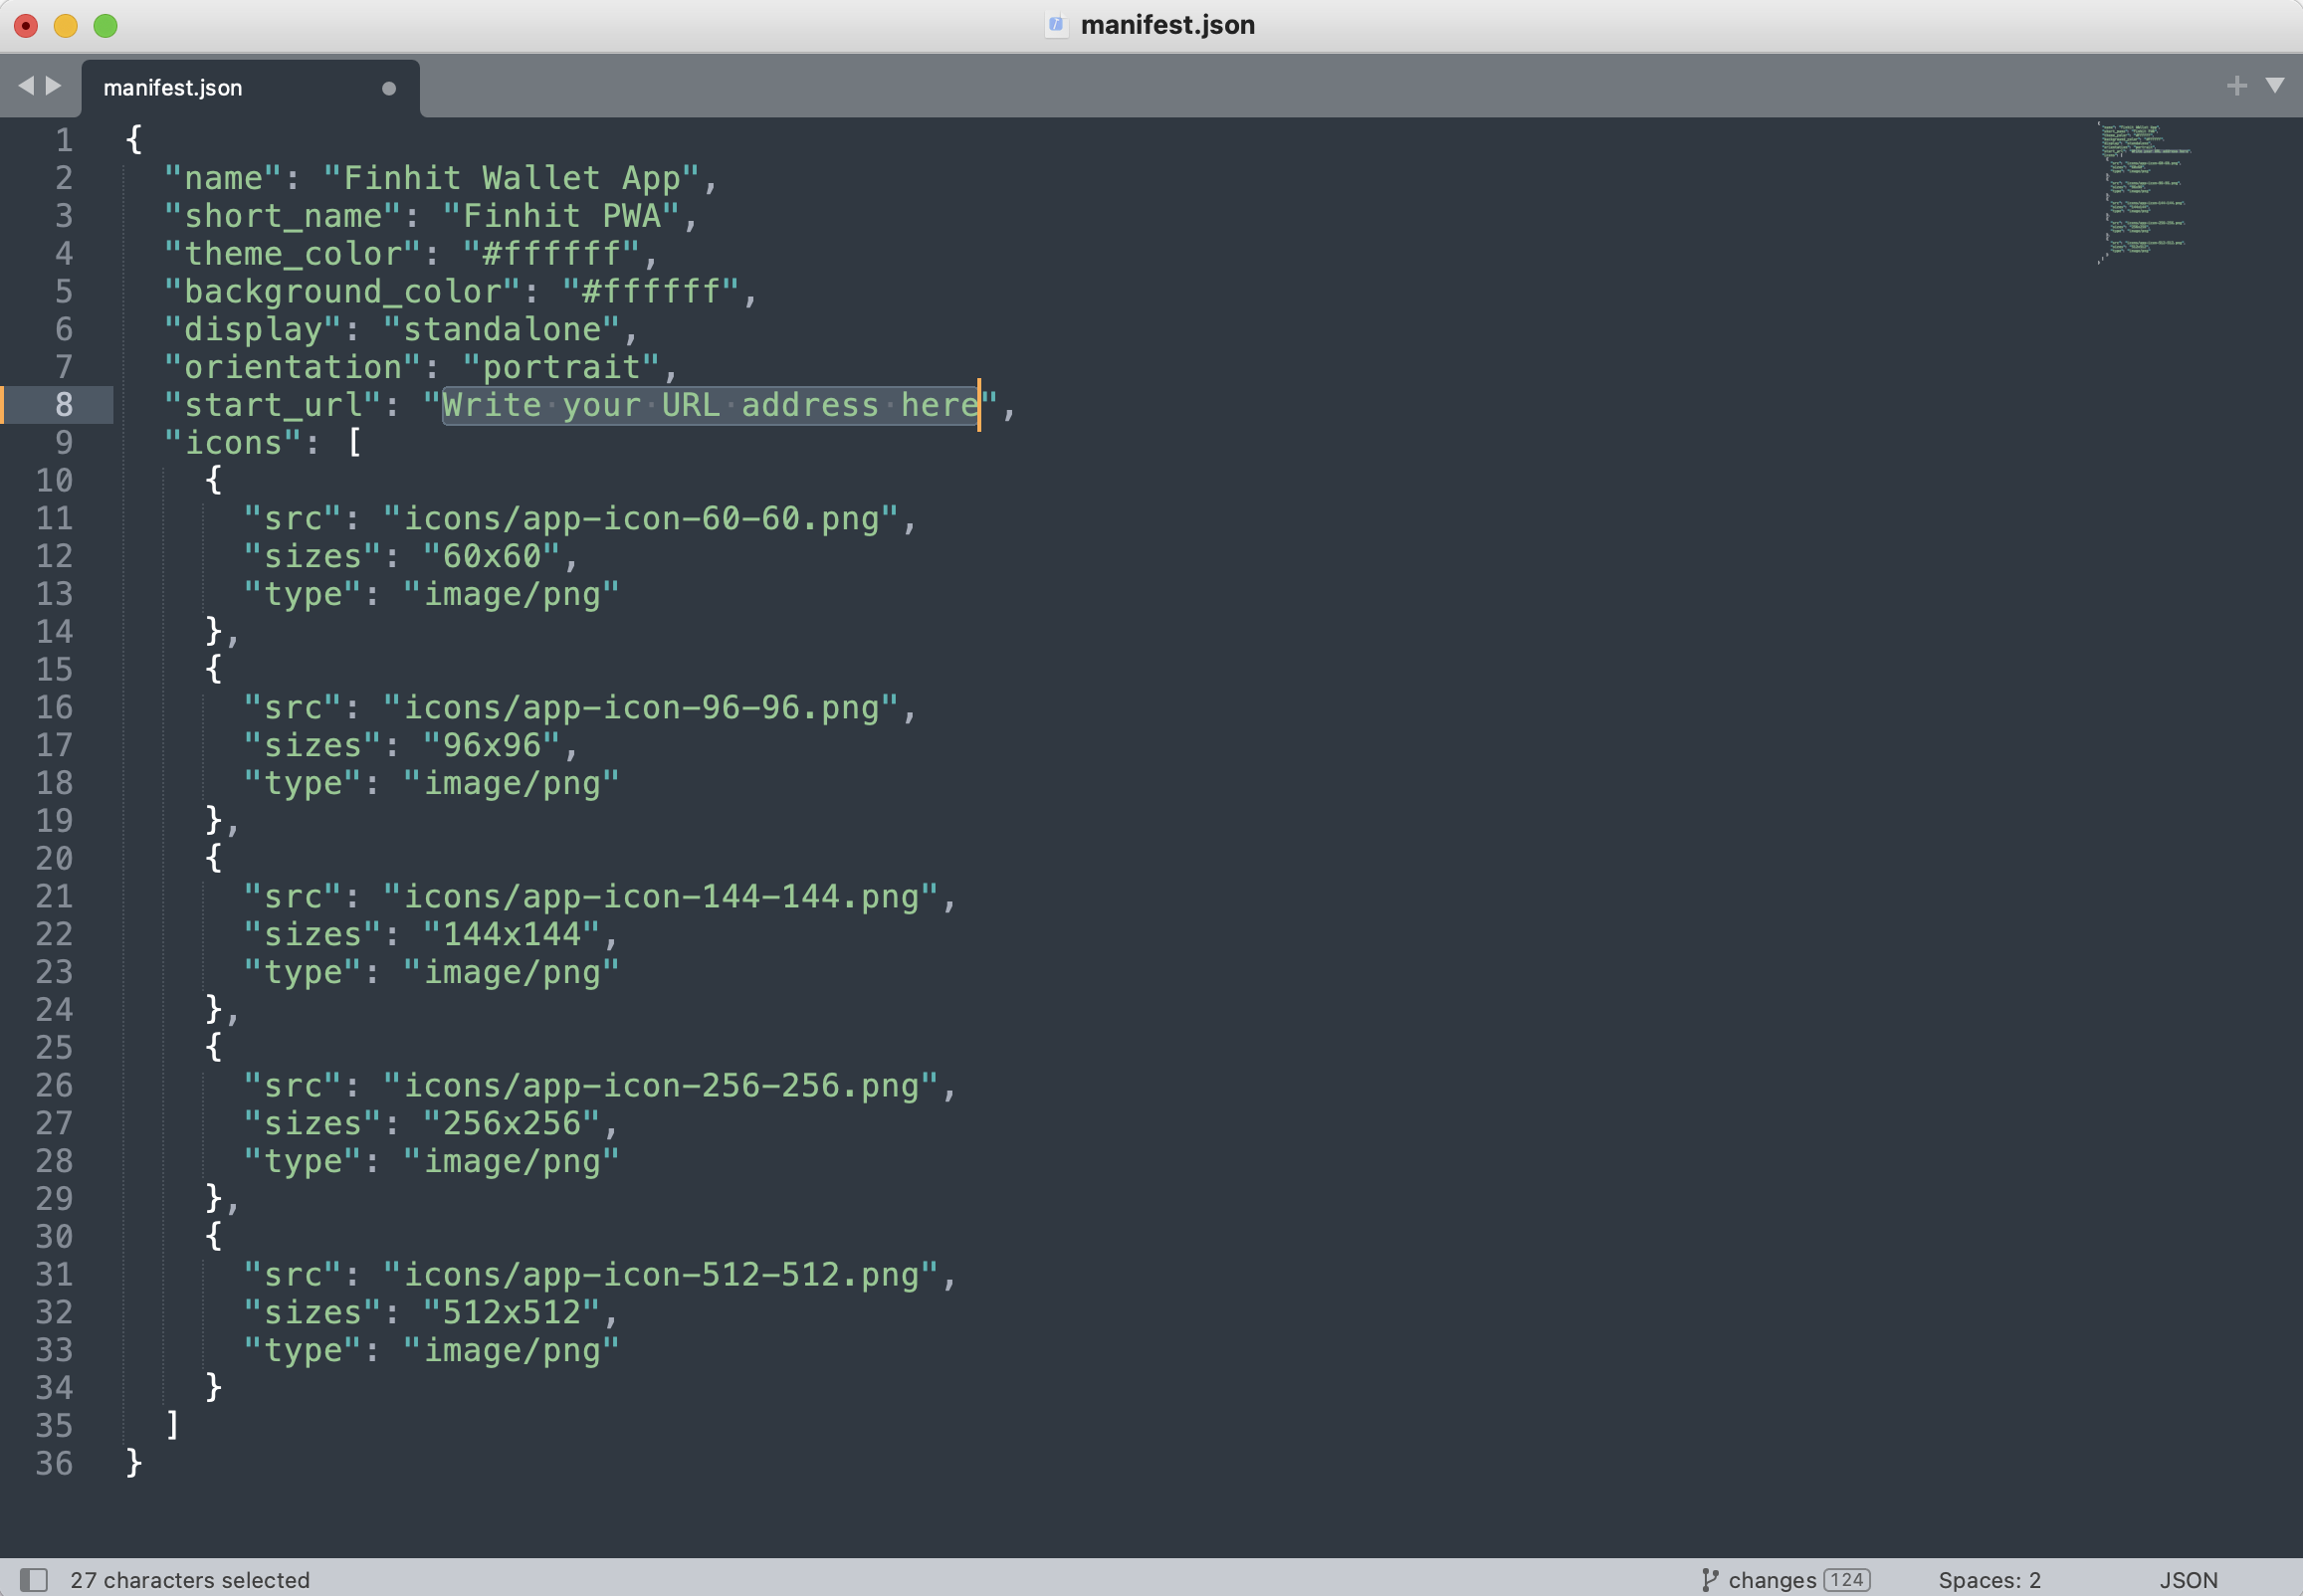 manifest.json
manifest.json
1 {
2   "name": "Finhit Wallet App",
3   "short_name": "Finhit PWA",
4   "theme_color": "#ffffff",
5   "background_color": "#ffffff",
6   "display": "standalone",
7   "orientation": "portrait",
8   "start_url": "Write your URL address here",
9   "icons": [
10     {
11       "src": "icons/app-icon-60-60.png",
12       "sizes": "60x60",
13       "type": "image/png"
14     },
15     {
16       "src": "icons/app-icon-96-96.png",
17       "sizes": "96x96",
18       "type": "image/png"
19     },
20     {
21       "src": "icons/app-icon-144-144.png",
22       "sizes": "144x144",
23       "type": "image/png"
24     },
25     {
26       "src": "icons/app-icon-256-256.png",
27       "sizes": "256x256",
28       "type": "image/png"
29     },
30     {
31       "src": "icons/app-icon-512-512.png",
32       "sizes": "512x512",
33       "type": "image/png"
34     }
35   ]
36 }
27 characters selected changes 124 Spaces: 2 JSON